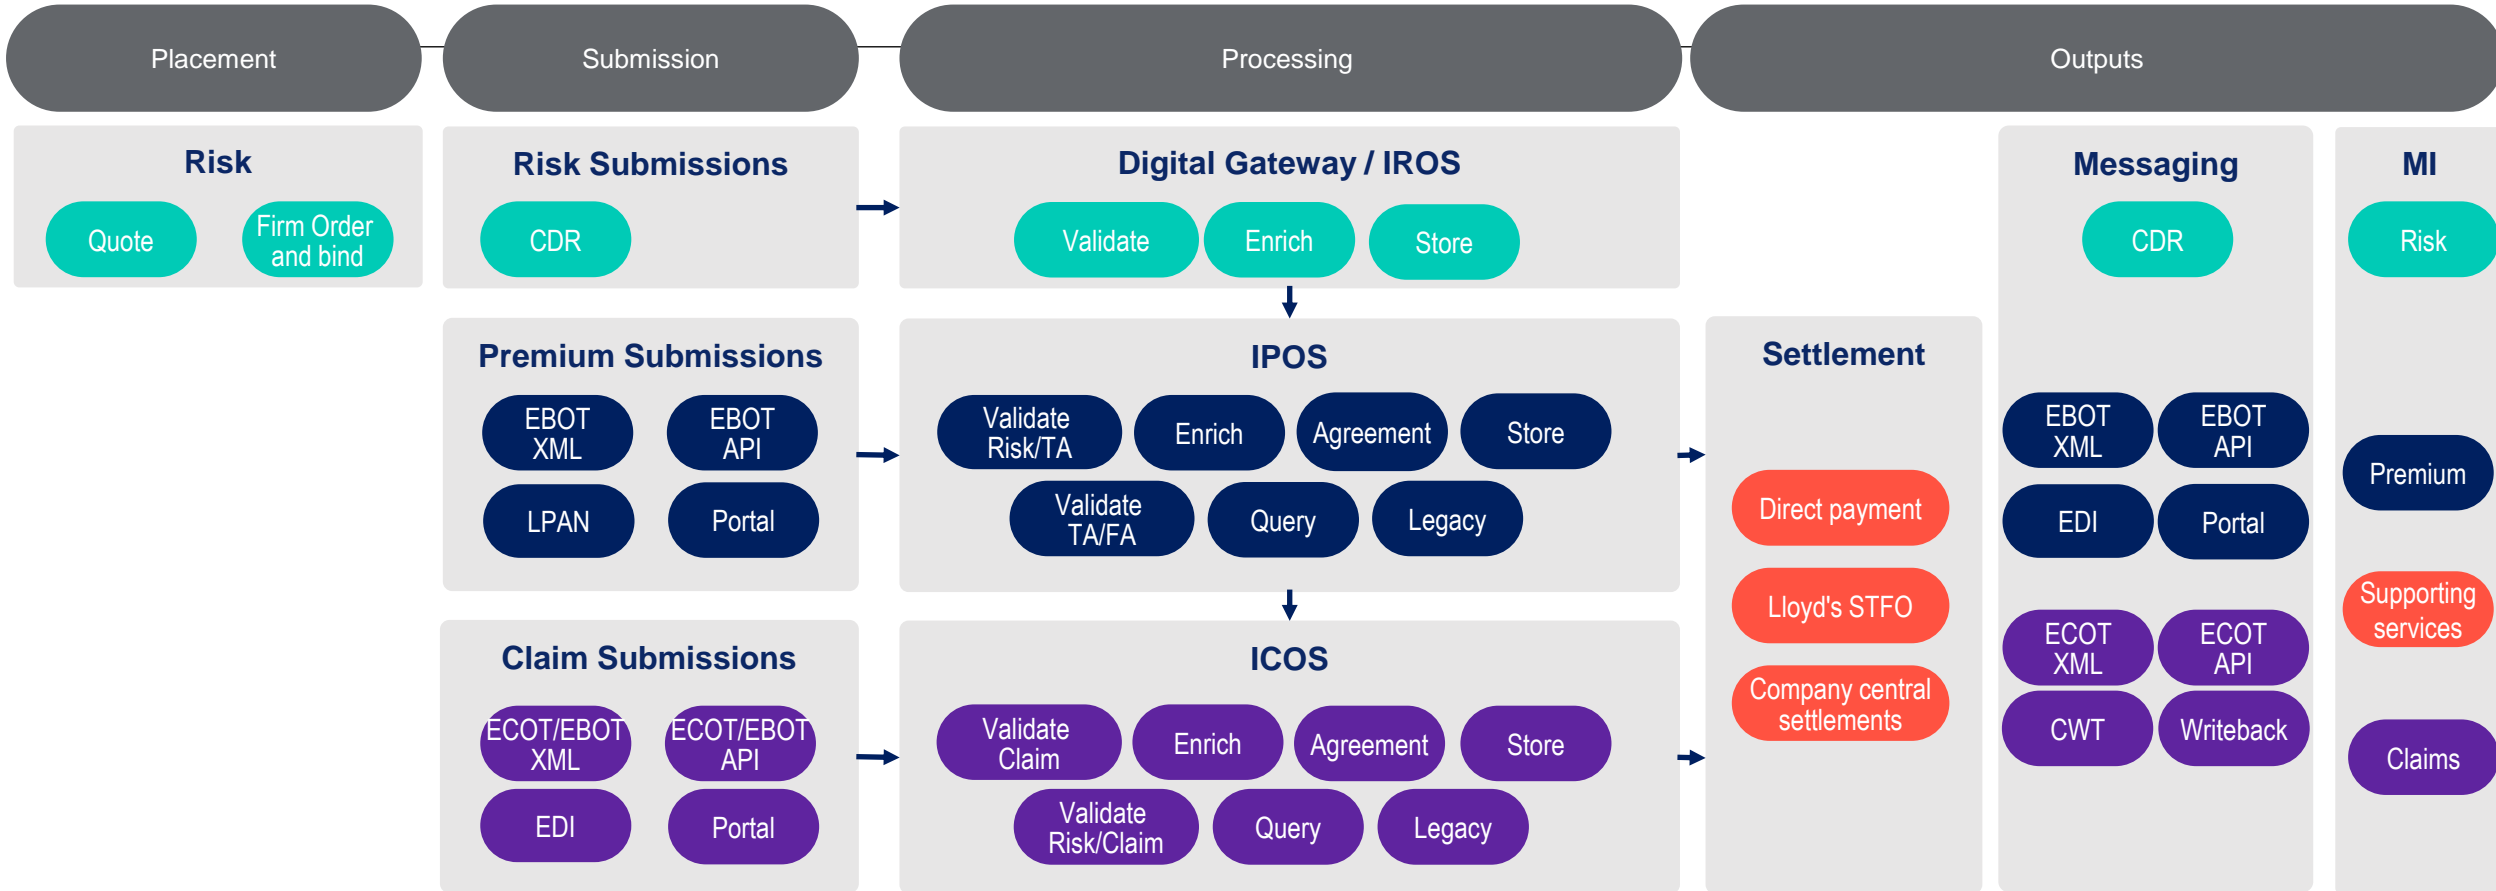 Placement
Submission
Processing
Outputs
Risk
Quote
Firm Order
and bind
Risk Submissions
CDR
Digital Gateway / IROS
Validate
Enrich
Store
Messaging
CDR
MI
Risk
Premium Submissions
EBOT
XML
EBOT
API
LPAN
Portal
IPOS
Validate
Risk/TA
Enrich
Agreement
Store
Validate
TA/FA
Query
Legacy
Settlement
Direct payment
Lloyd's STFO
Company central
settlements
EBOT
XML
EBOT
API
EDI
Portal
Premium
Supporting
services
Claim Submissions
ECOT/EBOT
XML
ECOT/EBOT
API
EDI
Portal
ICOS
Validate
Claim
Enrich
Agreement
Store
Validate
Risk/Claim
Query
Legacy
ECOT
XML
ECOT
API
CWT
Writeback
Claims